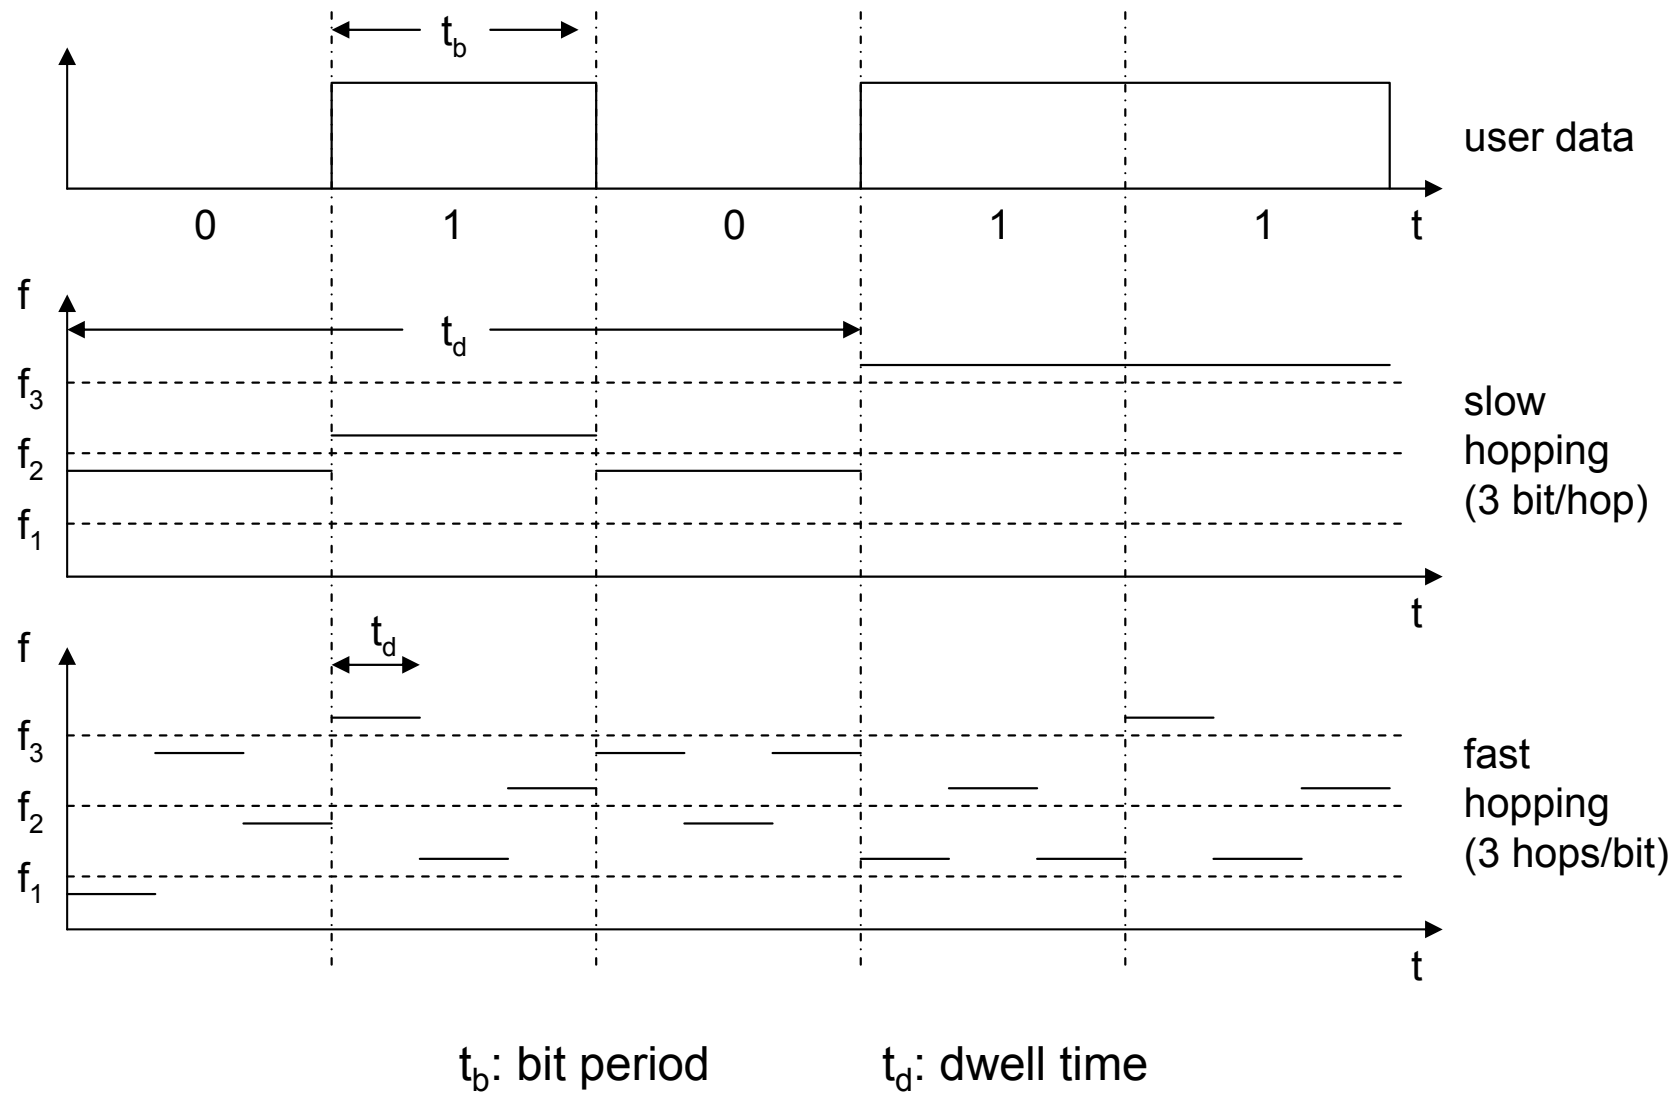 t_b
user data
0 1 0 1 1 t
f
t_d
f_3
slow
f_2
hopping
(3 bit/hop)
f_1
t
f
t_d
f_3
fast
f_2
hopping
(3 hops/bit)
f_1
t
t_b: bit period t_d: dwell time